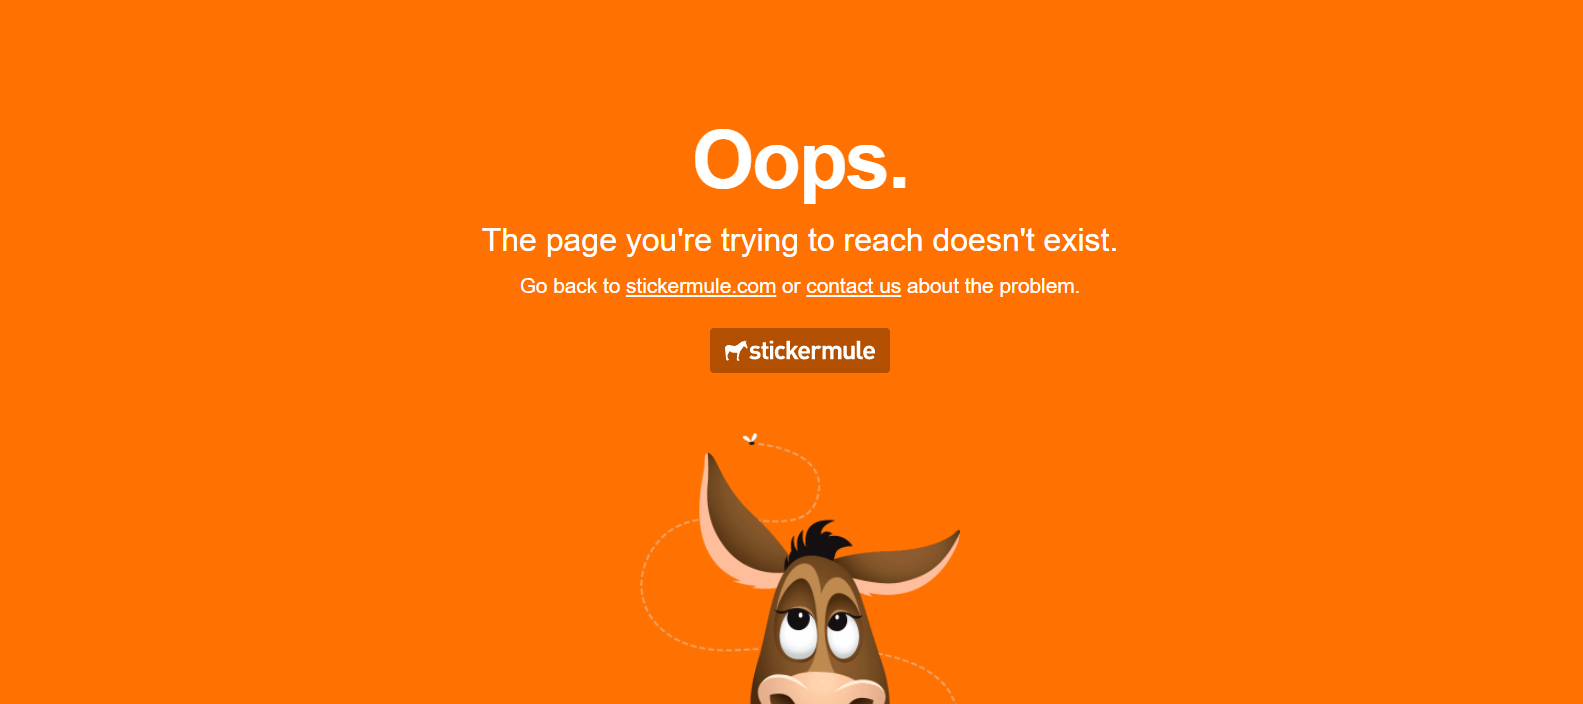 Oops.
The page you're trying to reach doesn't exist.
Go back to stickermule.com or contact us about the problem.
stickermule